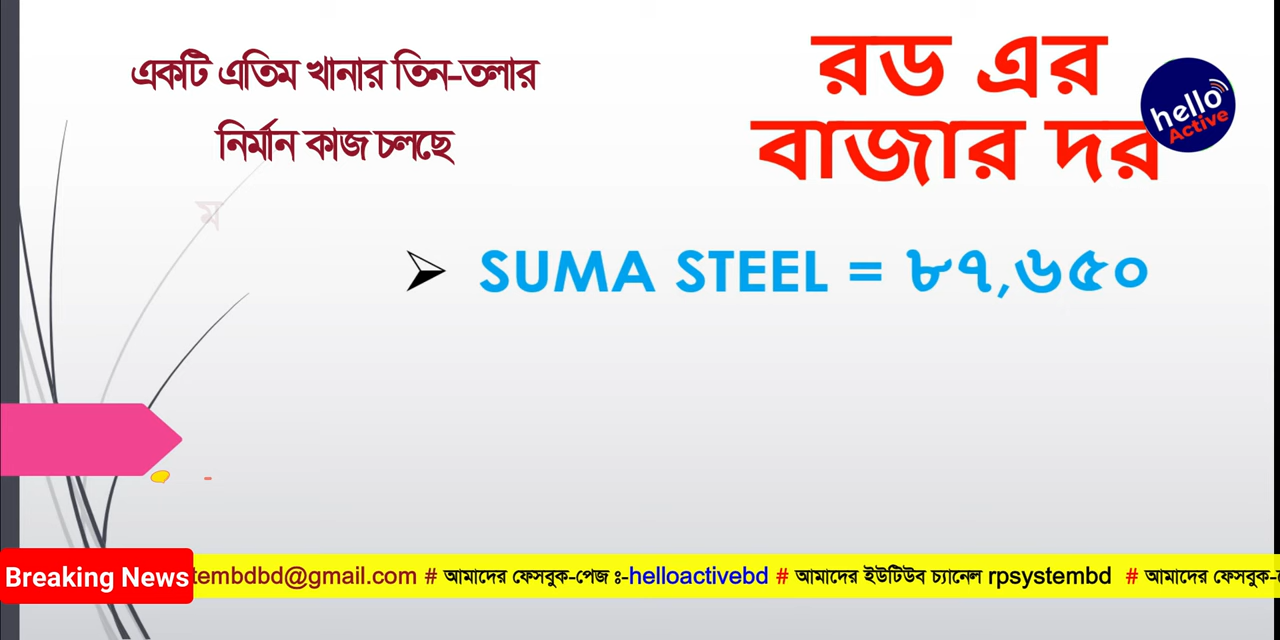 একটি এতিম খানার তিন-তলার
নির্মান কাজ চলছে
ম
রড এর
বাজার দর
hello
Active
SUMA STEEL = ৮৭,৬৫০
Breaking News
tembdbd@gmail.com # আমাদের ফেসবুক-পেজ ঃ-helloactivebd # আমাদের ইউটিউব চ্যানেল rpsystembd # আমাদের ফেসবুক-